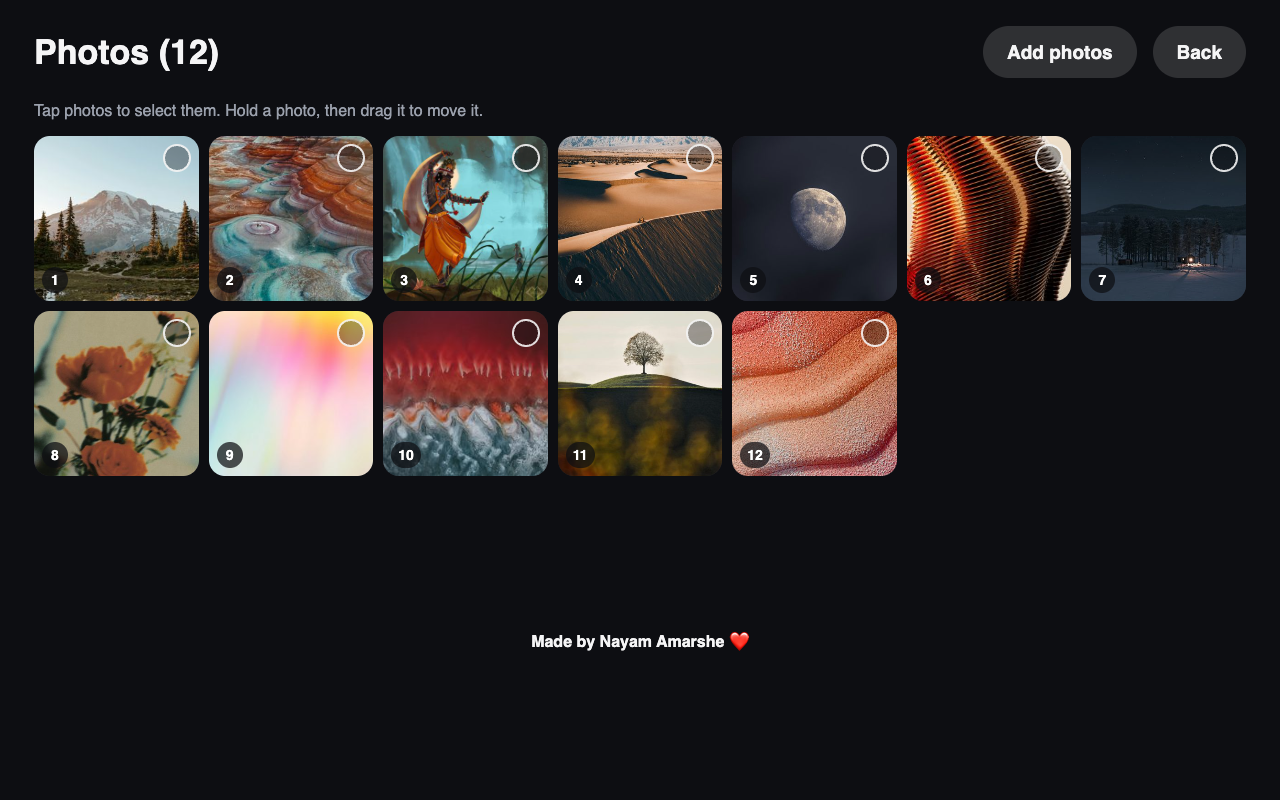 Photos (12)
Add photos
Back
Tap photos to select them. Hold a photo, then drag it to move it.
1
2
3
4
5
6
7
8
9
10
11
12
Made by Nayam Amarshe ❤️